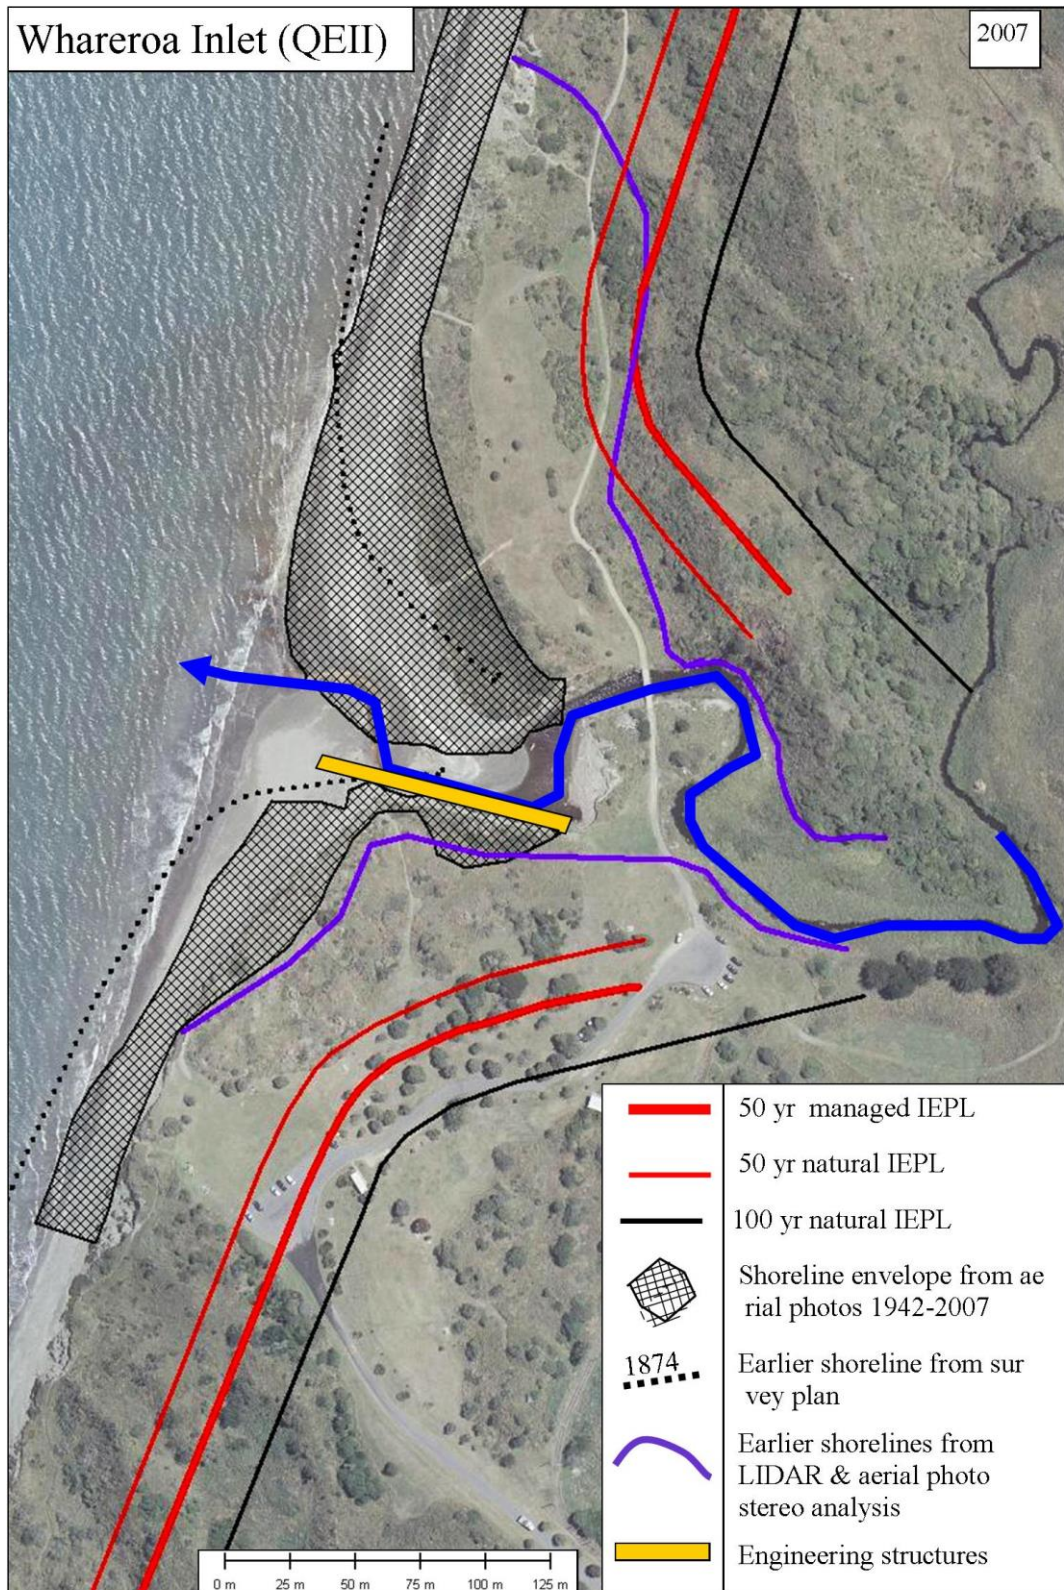 Whareroa Inlet (QEII)
2007
50 yr managed IEPL
50 yr natural IEPL
100 yr natural IEPL
Shoreline envelope from ae
rial photos 1942-2007
1874
Earlier shoreline from sur
vey plan
Earlier shorelines from
LIDAR & aerial photo
stereo analysis
Engineering structures
0 m 25 m 50 m 75 m 100 m 125 m